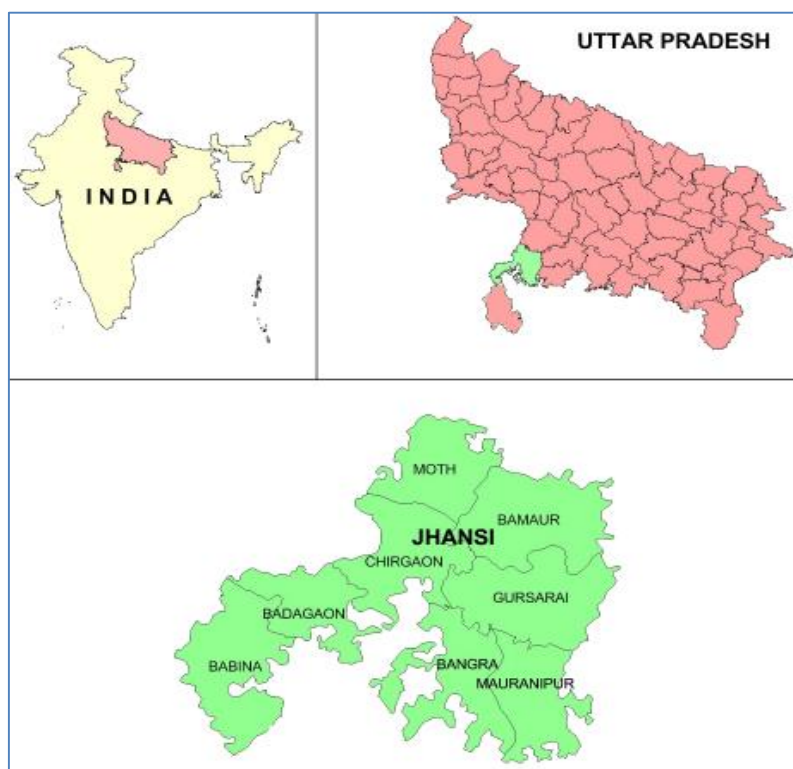 UTTAR PRADESH
INDIA
MOTH
BAMAUR
JHANSI
CHIRGAON
GURSARAI
BADAGAON
BABINA
BANGRA
MAURANIPUR